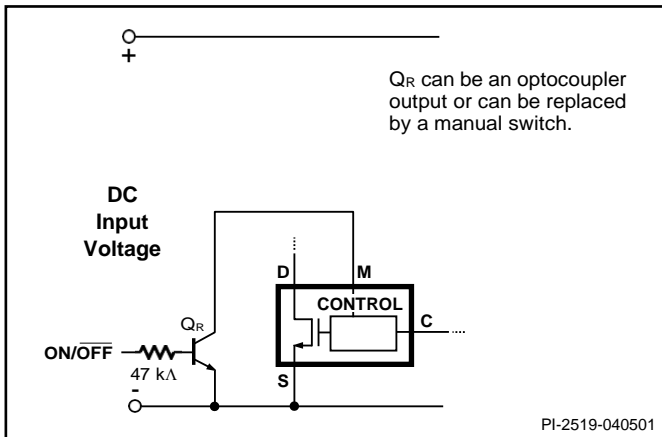 +
QR can be an optocoupler
output or can be replaced
by a manual switch.
DC
Input
Voltage
D
M
CONTROL
C
QR
ON/OFF
47 kΛ
S
-
PI-2519-040501